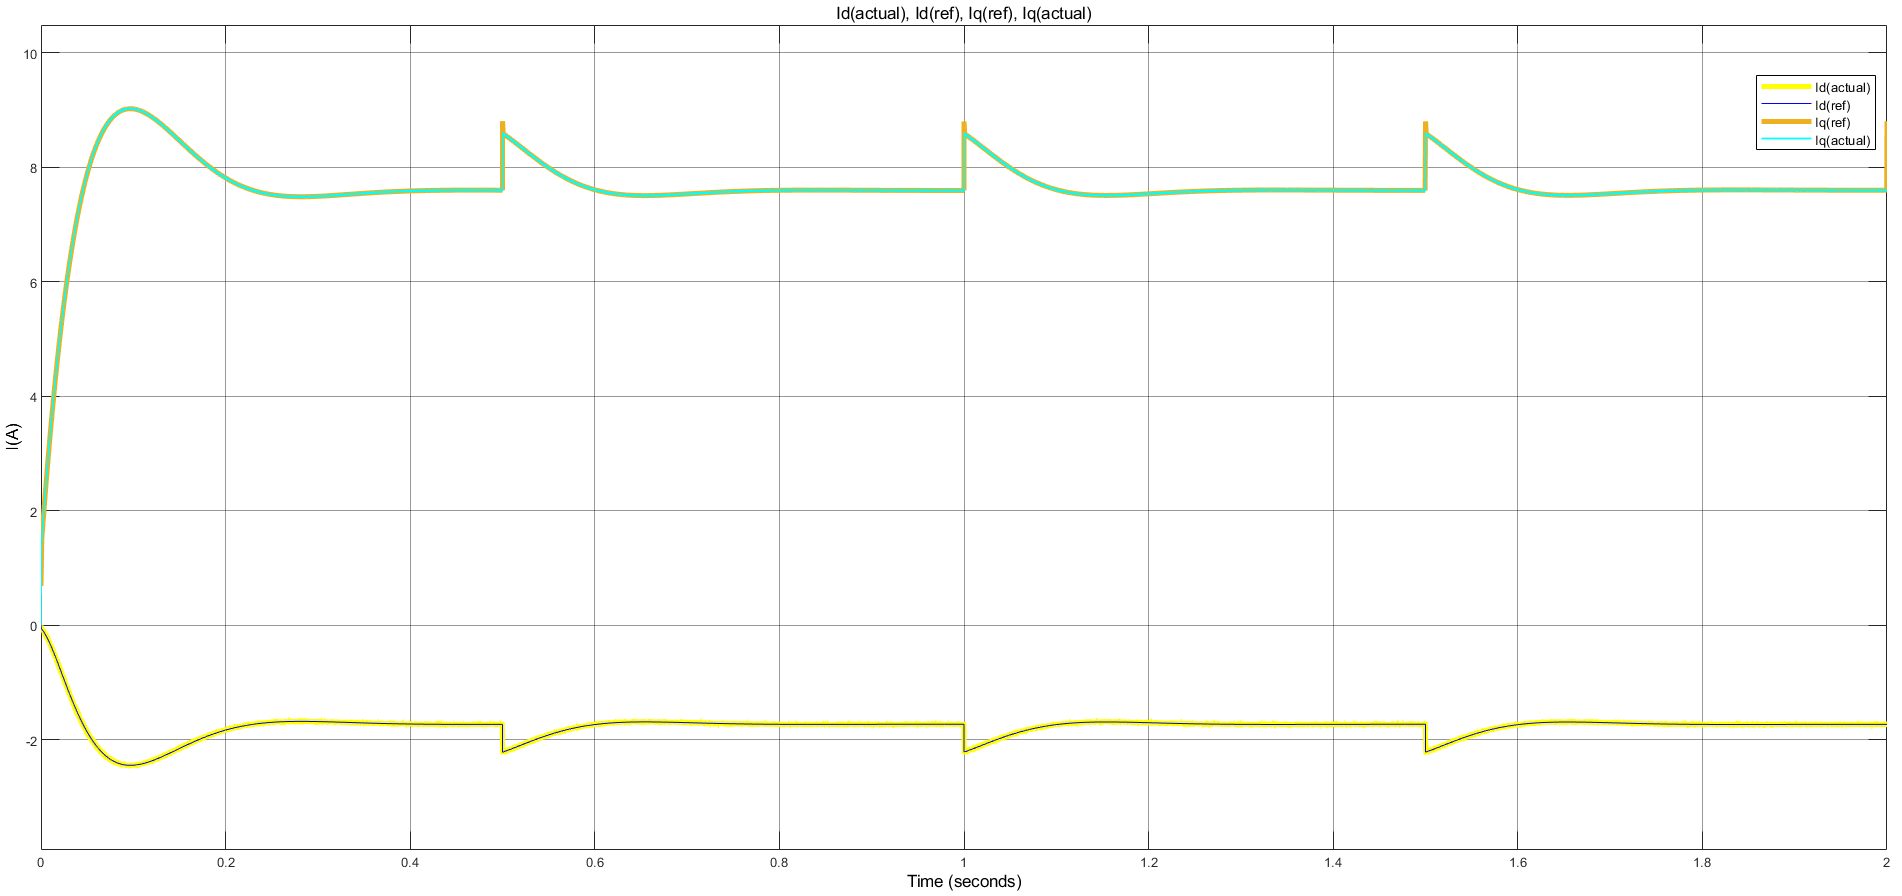 Id(actual), Id(ref), Iq(ref), Iq(actual)
10
8
6
4
2
0
-2
I(A)
Id(actual)
Id(ref)
Iq(ref)
Iq(actual)
0 0.2 0.4 0.6 0.8 1 1.2 1.4 1.6 1.8 2
Time (seconds)